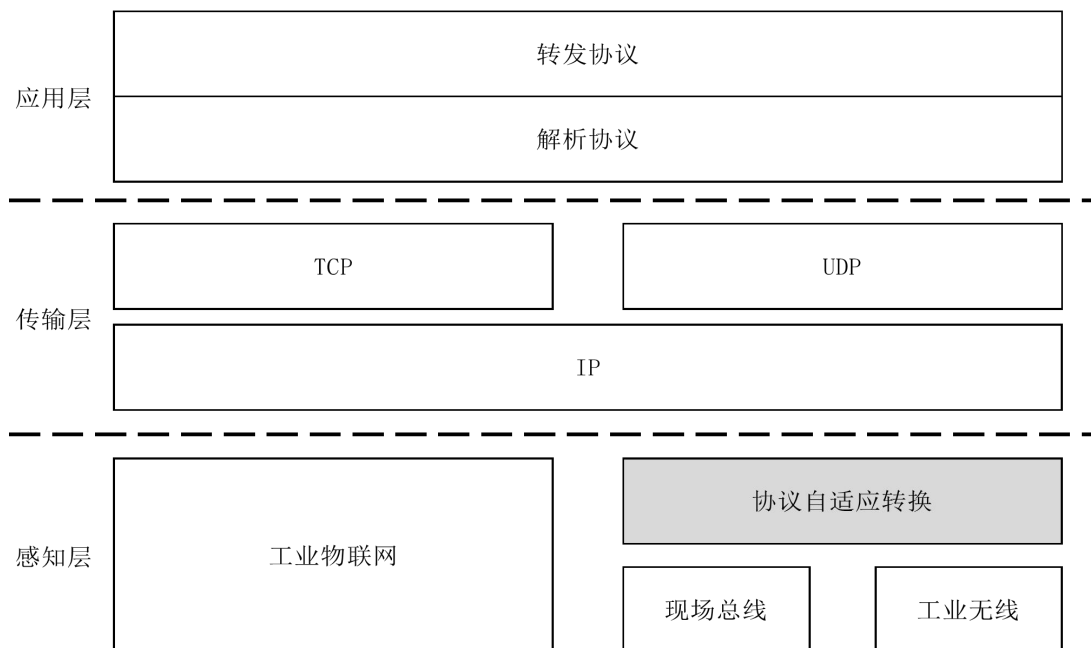 转发协议
应用层
解析协议
TCP
UDP
传输层
IP
协议自适应转换
感知层
工业物联网
现场总线
工业无线